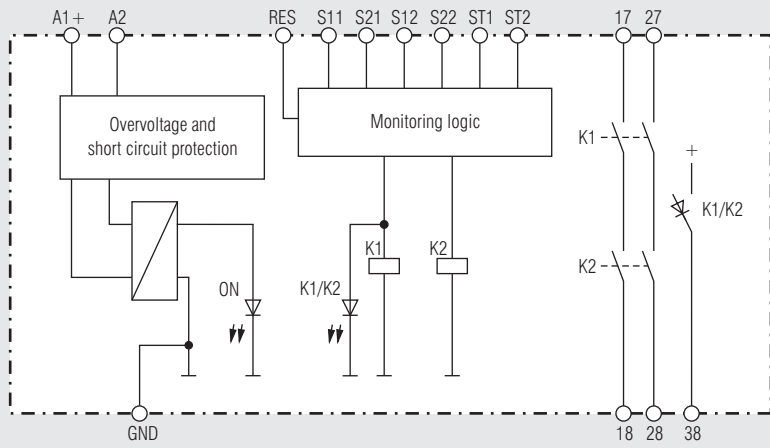 A1+ A2 RES S11 S21 S12 S22 ST1 ST2 17 27
Overvoltage and
short circuit protection
Monitoring logic
K1
+
K1/K2
K1 K2
K2
ON K1/K2
GND 18 28 38